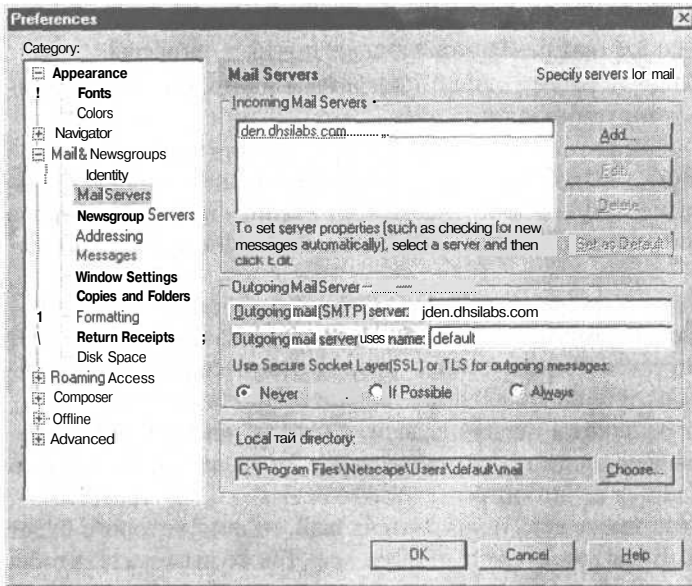 Preferences
Category:
Appearance
! Fonts
Colors
Navigator
Mail & Newsgroups
Identity
Mail Servers
Newsgroup Servers
Addressing
Messages
Window Settings
Copies and Folders
1 Formatting
\ Return Receipts ;
Disk Space
Roaming Access
Composer
Offline
Advanced
Mail Servers Specify servers lor mail
Incoming Mail Servers •
den.dhsilabs.com.......... ,,.
Add...
Edit...
Delete
Set as Default
To set server properties (such as checking for new
messages automatically), select a server and then
click Edit.
Outgoing Mail Server
Outgoing mail (SMTP) server: jden.dhsilabs.com
Outgoing mail server uses name: default
Use Secure Socket Layer(SSL) or TLS for outgoing messages:
Never . If Possible Always
Local тай directory:
C:\Program Files\Netscape\Users\default\mail Choose...
OK Cancel Help